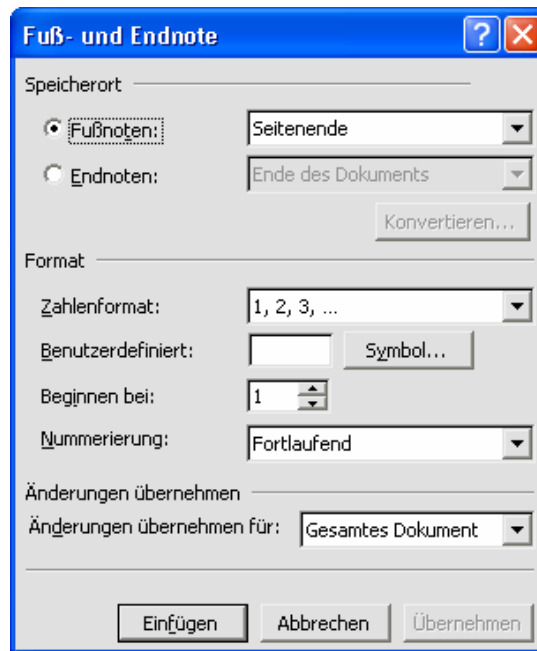 Fuß- und Endnote
Speicherort
Fußnoten: Seitenende
Endnoten: Ende des Dokuments
Konvertieren...
Format
Zahlenformat: 1, 2, 3, ...
Benutzerdefiniert: Symbol...
Beginnen bei: 1
Nummerierung: Fortlaufend
Änderungen übernehmen
Änderungen übernehmen für: Gesamtes Dokument
Einfügen Abbrechen Übernehmen